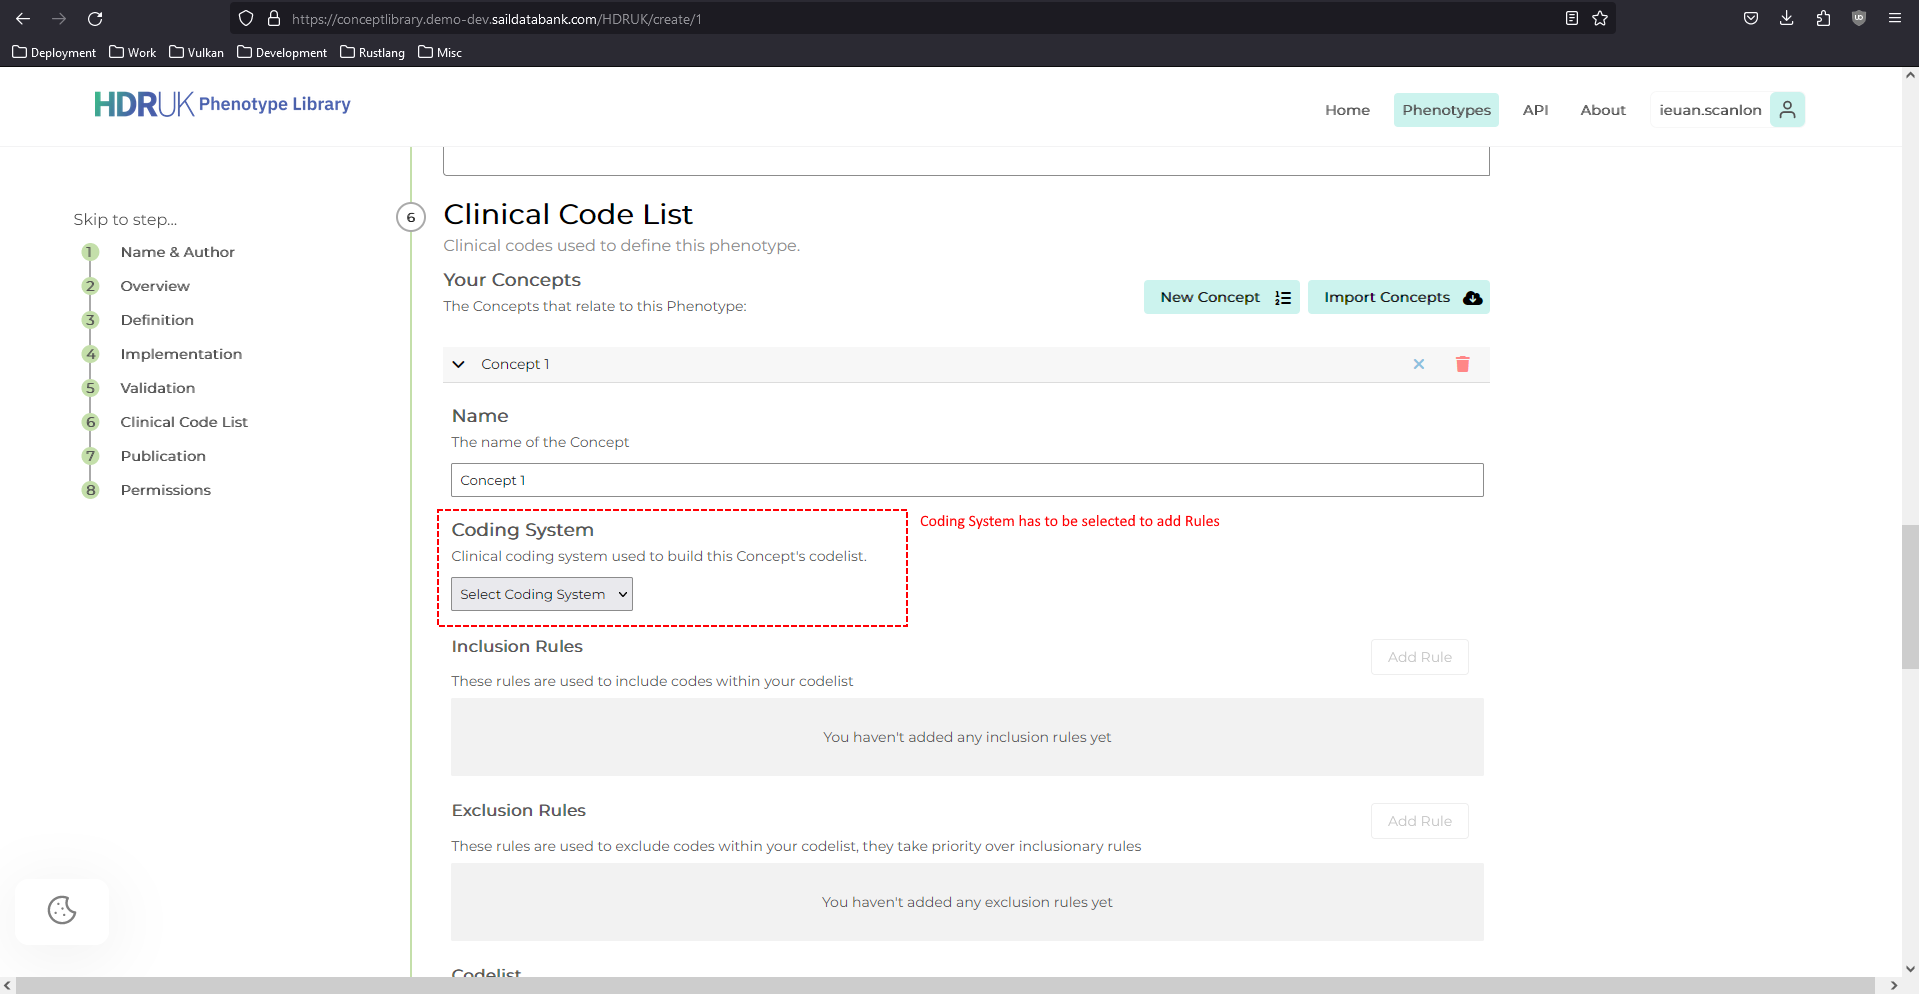 https://conceptlibrary.demo-dev.saildatabank.com/HDRUK/create/1
Deployment Work Vulkan Development Rustlang Misc
HDRUK Phenotype Library
Home Phenotypes API About ieuan.scanlon
Skip to step...
1 Name & Author
2 Overview
3 Definition
4 Implementation
5 Validation
6 Clinical Code List
7 Publication
8 Permissions
6 Clinical Code List
Clinical codes used to define this phenotype.
Your Concepts
The Concepts that relate to this Phenotype:
New Concept
Import Concepts
Concept 1
Name
The name of the Concept
Concept 1
Coding System
Coding System has to be selected to add Rules
Clinical coding system used to build this Concept's codelist.
Select Coding System
Inclusion Rules
Add Rule
These rules are used to include codes within your codelist
You haven't added any inclusion rules yet
Exclusion Rules
Add Rule
These rules are used to exclude codes within your codelist, they take priority over inclusionary rules
You haven't added any exclusion rules yet
Codelist